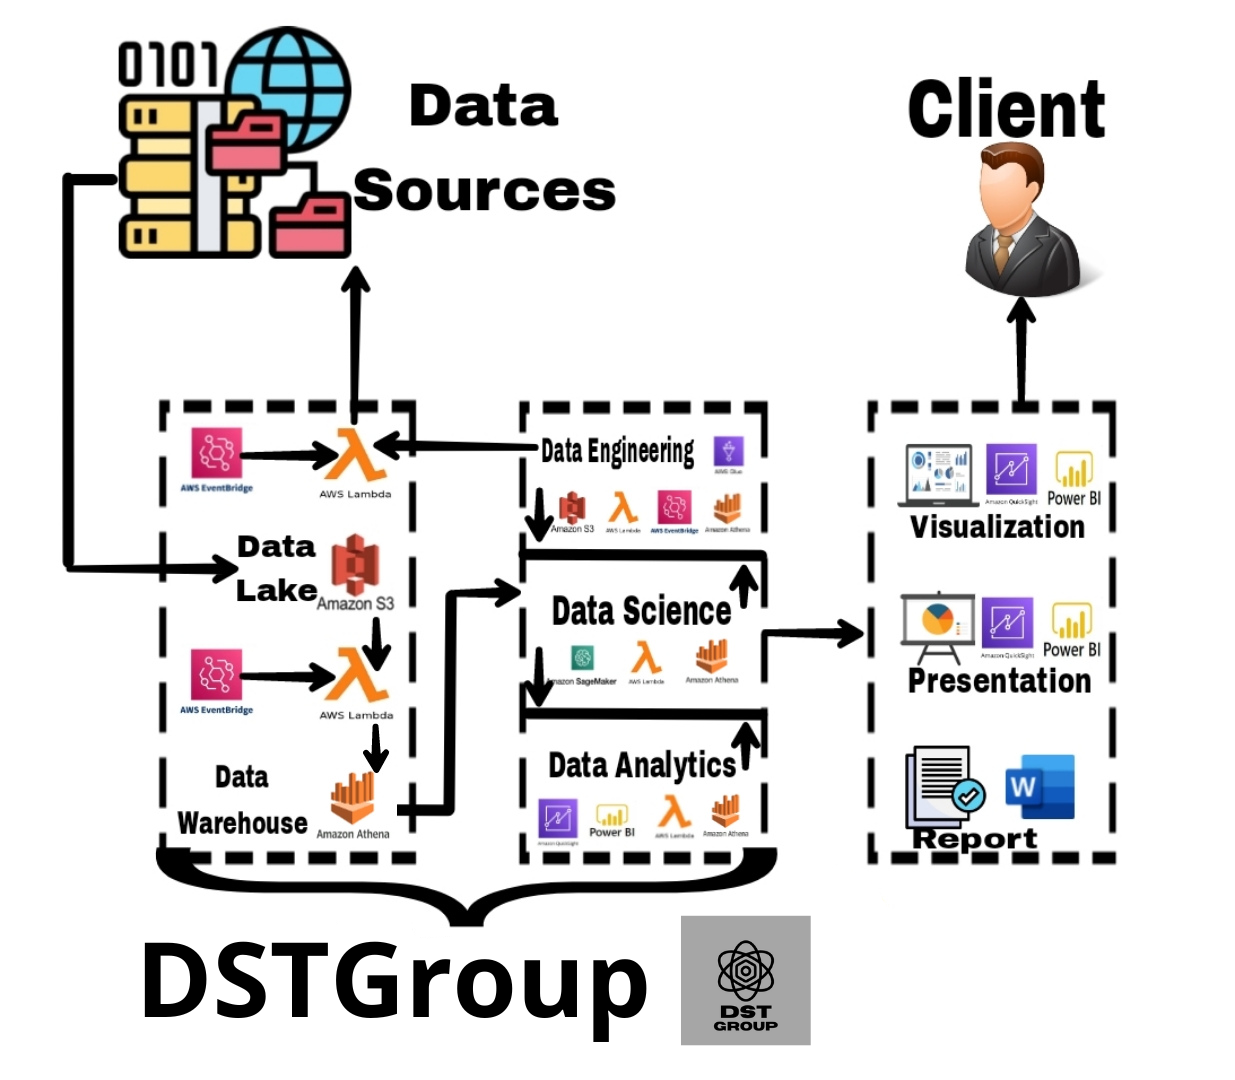 0101
Data
Sources
Client
AWS EventBridge
AWS Lambda
Data
Lake
Amazon S3
AWS EventBridge
AWS Lambda
Data
Warehouse
Amazon Athena
Data Engineering
AWS Glue
Amazon S3
AWS Lambda
AWS EventBridge
Amazon Athena
Data Science
Amazon SageMaker
AWS Lambda
Amazon Athena
Data Analytics
Amazon QuickSight
Power BI
AWS Lambda
Amazon Athena
Amazon QuickSight
Power BI
Visualization
Amazon QuickSight
Power BI
Presentation
W
Report
DSTGroup
DST
GROUP